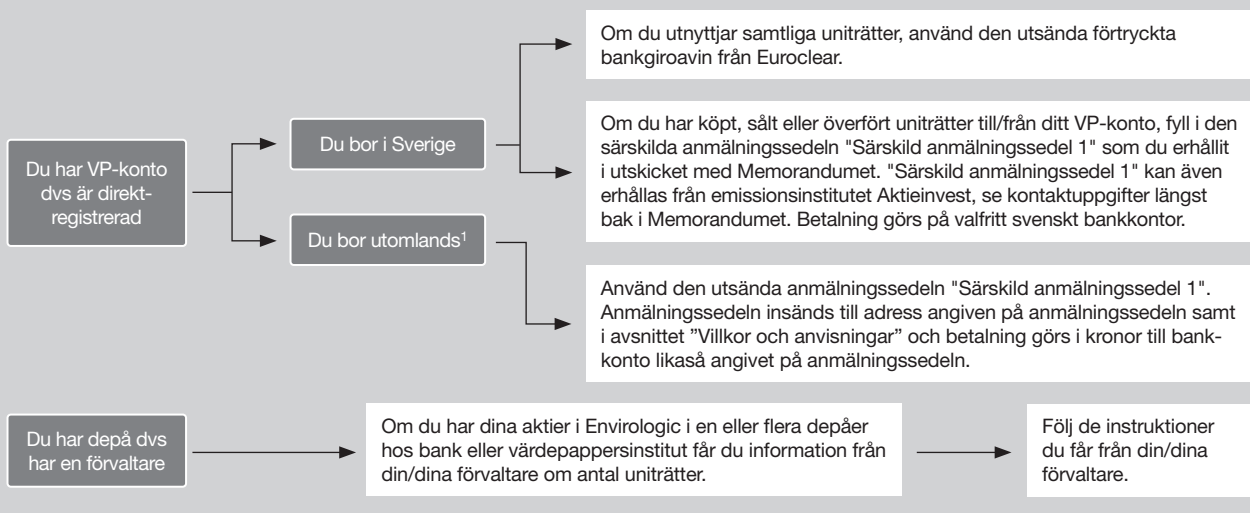 Du har VP-konto
dvs är direkt-
registrerad
Du bor i Sverige
Om du utnyttjar samtliga uniträtter, använd den utsända förtryckta
bankgiroavin från Euroclear.
Om du har köpt, sålt eller överfört uniträtter till/från ditt VP-konto, fyll i den
särskilda anmälningssedeln "Särskild anmälningssedel 1" som du erhållit
i utskicket med Memorandumet. "Särskild anmälningssedel 1" kan även
erhållas från emissionsinstitutet Aktieinvest, se kontaktuppgifter längst
bak i Memorandumet. Betalning görs på valfritt svenskt bankkontor.
Du bor utomlands¹
Använd den utsända anmälningssedeln "Särskild anmälningssedel 1".
Anmälningssedeln insänds till adress angiven på anmälningssedeln samt
i avsnittet ”Villkor och anvisningar” och betalning görs i kronor till bank-
konto likaså angivet på anmälningssedeln.
Du har depå dvs
har en förvaltare
Om du har dina aktier i Envirologic i en eller flera depåer
hos bank eller värdepappersinstitut får du information från
din/dina förvaltare om antal uniträtter.
Följ de instruktioner
du får från din/dina
förvaltare.